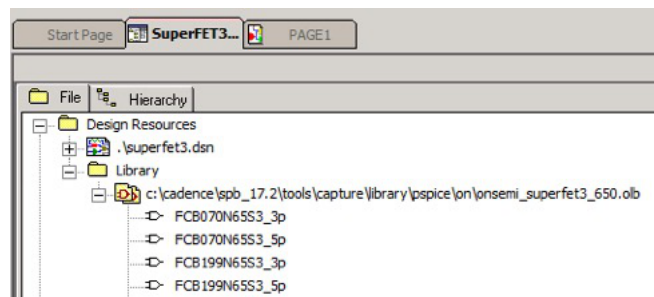 Start Page SuperFET3... PAGE1
File Hierarchy
Design Resources
.\superfet3.dsn
Library
c:\cadence\spb_17.2\tools\capture\library\pspice\on\onsemi_superfet3_650.olb
FCB070N65S3_3p
FCB070N65S3_5p
FCB199N65S3_3p
FCB199N65S3_5p